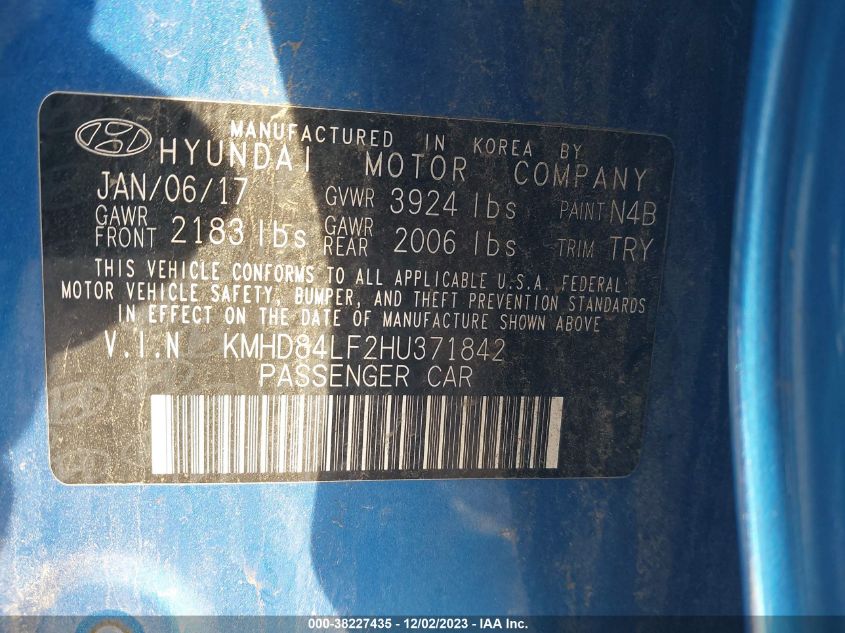 MANUFACTURED IN KOREA BY
HYUNDAI MOTOR COMPANY
JAN/06/17 GVWR 3924 lbs PAINT N4B
GAWR FRONT 2183 lbs GAWR REAR 2006 lbs TRIM TRY
THIS VEHICLE CONFORMS TO ALL APPLICABLE U.S.A. FEDERAL
MOTOR VEHICLE SAFETY, BUMPER, AND THEFT PREVENTION STANDARDS
IN EFFECT ON THE DATE OF MANUFACTURE SHOWN ABOVE
V.I.N KMHD84LF2HU371842
PASSENGER CAR
000-38227435 - 12/02/2023 - IAA Inc.